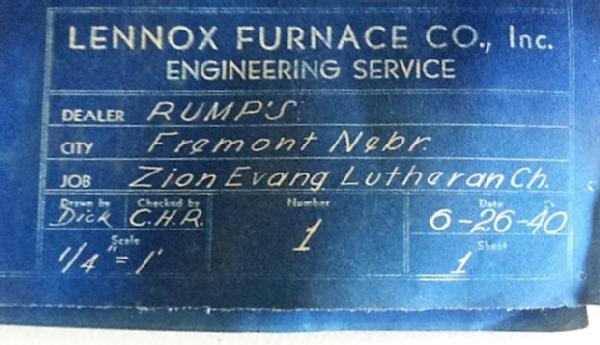 LENNOX FURNACE CO., Inc.
ENGINEERING SERVICE
DEALER RUMP'S
CITY Fremont Nebr.
JOB Zion Evang Lutheran Ch.
Drawn by Checked by Number Date
Dick C.H.R. 1 6-26-40
Scale Sheet
1/4" = 1' 1